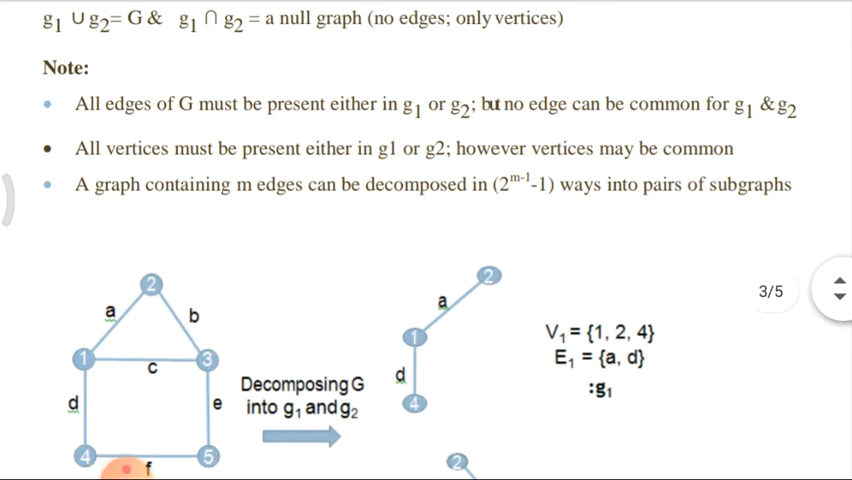 g₁ ∪ g₂= G & g₁ ∩ g₂ = a null graph (no edges; only vertices)
Note:
• All edges of G must be present either in g₁ or g₂; but no edge can be common for g₁ & g₂
• All vertices must be present either in g1 or g2; however vertices may be common
• A graph containing m edges can be decomposed in (2ᵐ⁻¹-1) ways into pairs of subgraphs
3/5
2
a
b
1
c
3
d
e
4
f
5
Decomposing G
into g₁ and g₂
2
a
1
d
4
V₁ = {1, 2, 4}
E₁ = {a, d}
:g₁
2